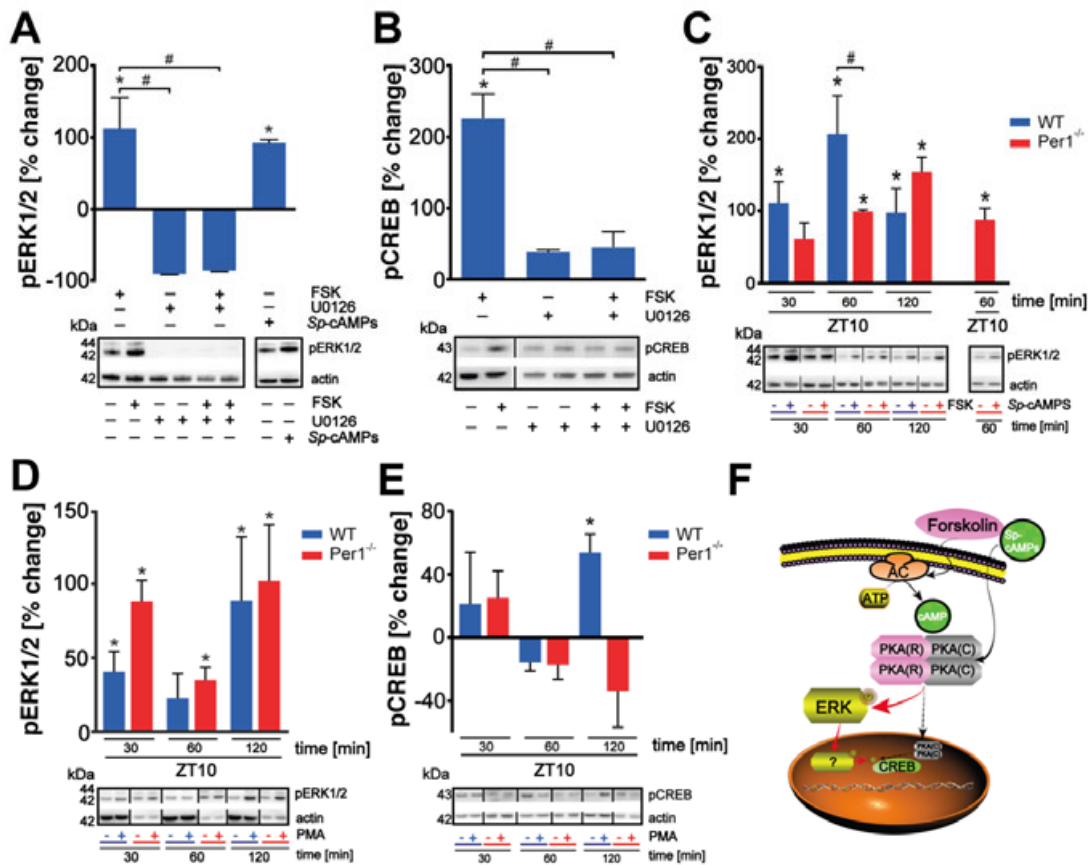 A
pERK1/2 [% change]
200
100
0
-100
*
#
#
*
+ – + – FSK
– + + – U0126
– – – + Sp-cAMPs
kDa
44
42
42
pERK1/2
actin
– + – – + + – – FSK
– – + + + + – – U0126
– – – – – – – + Sp-cAMPs
B
pCREB [% change]
400
300
200
100
0
*
#
#
+ – + FSK
– + + U0126
kDa
43
42
pCREB
actin
– + – – + + FSK
– – + + + + U0126
C
pERK1/2 [% change]
300
200
100
0
*
*
#
*
*
*
*
WT
Per1-/-
30 60 120 60 time [min]
ZT10 ZT10
kDa
44
42
42
pERK1/2
actin
- + - + - + - + - + - + FSK - + Sp-cAMPS
30 60 120 60 time [min]
D
pERK1/2 [% change]
150
100
50
0
*
*
*
*
*
30 60 120 time [min]
ZT10
kDa
44
42
42
pERK1/2
actin
- + - + - + - + - + - + PMA
30 60 120 time [min]
E
pCREB [% change]
80
40
0
-40
*
WT
Per1-/-
30 60 120 time [min]
ZT10
kDa
43
42
pCREB
actin
- + - + - + - + - + - + PMA
30 60 120 time [min]
F
Forskolin
Sp-
cAMPs
AC
ATP
cAMP
PKA(R) PKA(C)
PKA(R) PKA(C)
ERK
PKA(C)
PKA(C)
?
CREB